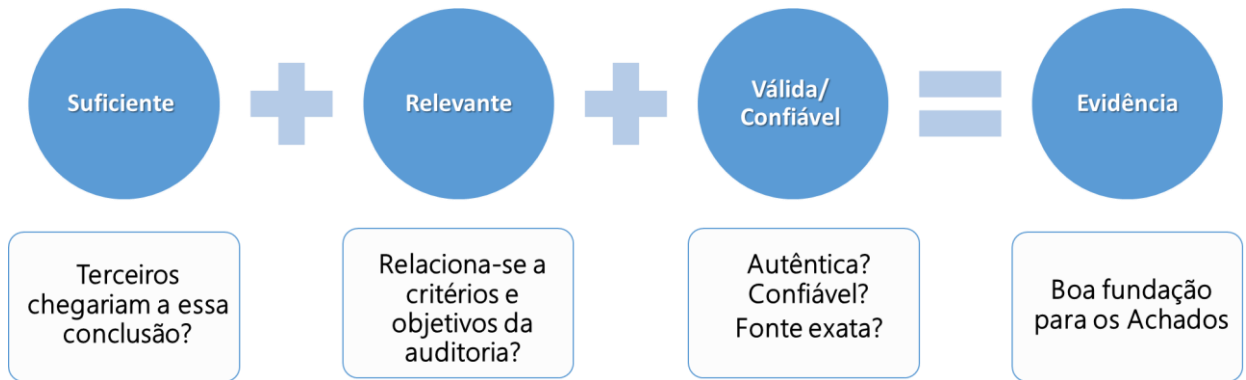 Suficiente
Relevante
Válida/
Confiável
Evidência
Terceiros
chegariam a essa
conclusão?
Relaciona-se a
critérios e
objetivos da
auditoria?
Autêntica?
Confiável?
Fonte exata?
Boa fundação
para os Achados